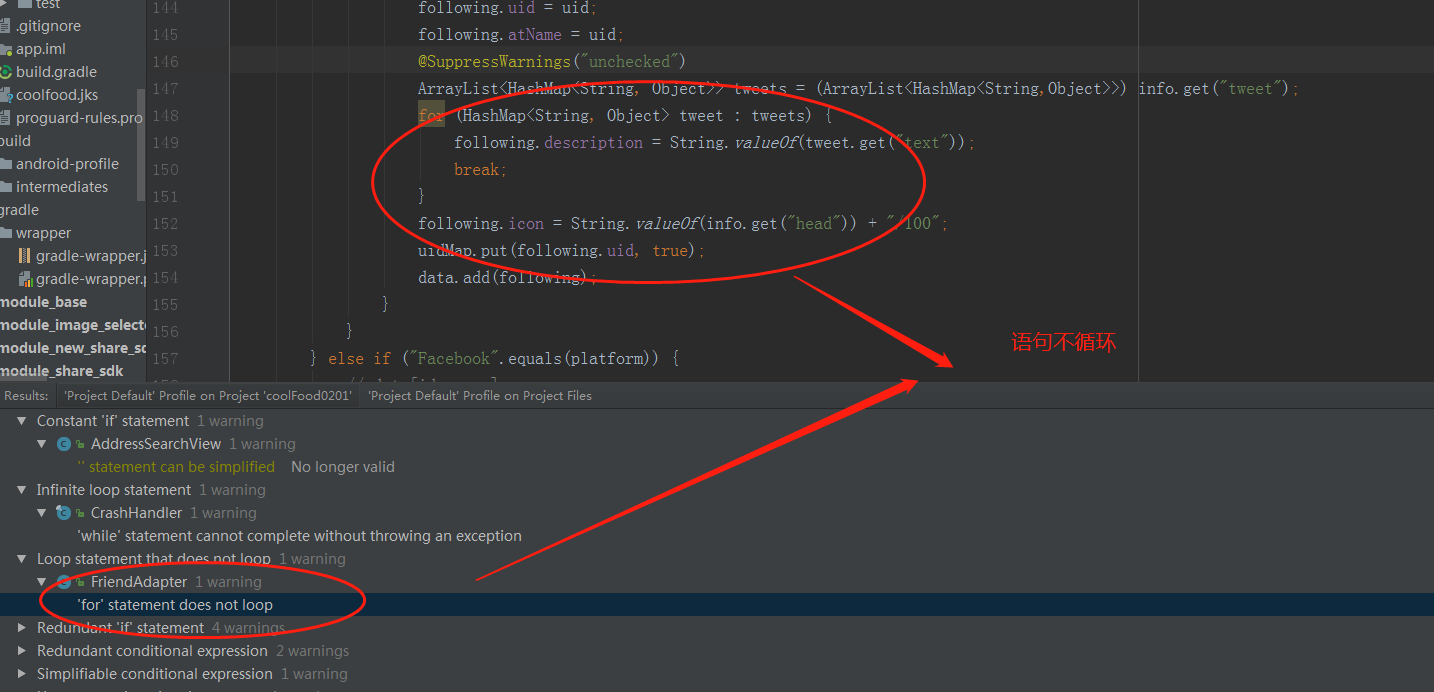 test
.gitignore
app.iml
build.gradle
coolfood.jks
proguard-rules.pro
build
android-profile
intermediates
gradle
wrapper
gradle-wrapper.j
gradle-wrapper.p
module_base
module_image_select
module_new_share_sd
module_share_sdk
144 following.uid = uid;
145 following.atName = uid;
146 @SuppressWarnings("unchecked")
147 ArrayList<HashMap<String, Object>> tweets = (ArrayList<HashMap<String,Object>>) info.get("tweet");
148 for (HashMap<String, Object> tweet : tweets) {
149 following.description = String.valueOf(tweet.get("text"));
150 break;
151 }
152 following.icon = String.valueOf(info.get("head")) + "/100";
153 uidMap.put(following.uid, true);
154 data.add(following);
155 }
156 }
157 } else if ("Facebook".equals(platform)) {
语句不循环
Results: 'Project Default' Profile on Project 'coolFood0201' 'Project Default' Profile on Project Files
Constant 'if' statement 1 warning
AddressSearchView 1 warning
'' statement can be simplified No longer valid
Infinite loop statement 1 warning
CrashHandler 1 warning
'while' statement cannot complete without throwing an exception
Loop statement that does not loop 1 warning
FriendAdapter 1 warning
'for' statement does not loop
Redundant 'if' statement 4 warnings
Redundant conditional expression 2 warnings
Simplifiable conditional expression 1 warning